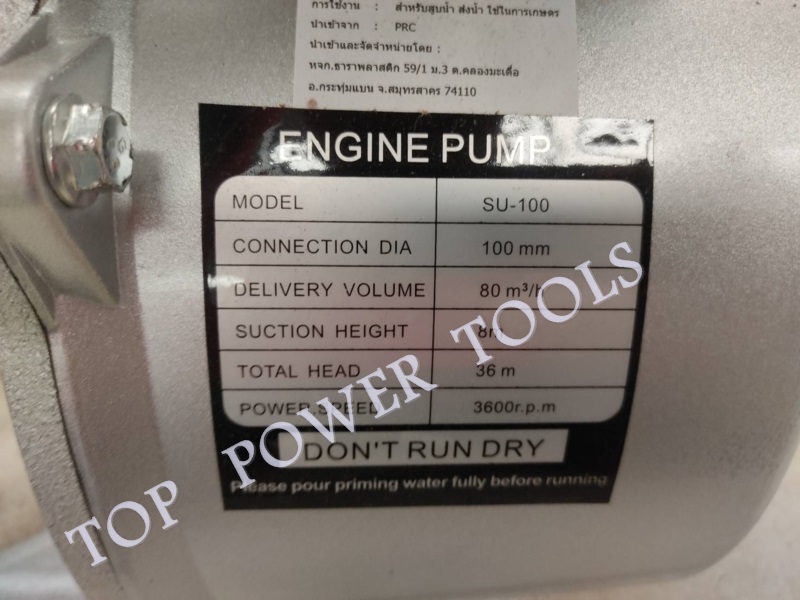 การใช้งาน : สำหรับสูบน้ำ ส่งน้ำ ใช้ในการเกษตร
นำเข้าจาก : PRC
นำเข้าและจัดจำหน่ายโดย :
หจก.ธาราพลาสติก 59/1 ม.3 ต.คลองมะเดื่อ
อ.กระทุ่มแบน จ.สมุทรสาคร 74110
ENGINE PUMP
MODEL SU-100
CONNECTION DIA 100 mm
DELIVERY VOLUME 80 m³/h
SUCTION HEIGHT 8m
TOTAL HEAD 36 m
POWER.SPEED 3600r.p.m
DON'T RUN DRY
Please pour priming water fully before running
TOP POWER TOOLS